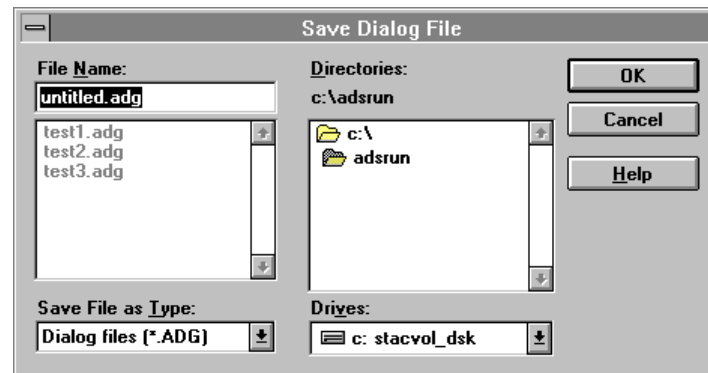 Save Dialog File
File Name:
untitled.adg
test1.adg
test2.adg
test3.adg
Save File as Type:
Dialog files (*.ADG)
Directories:
c:\adsrun
c:\
adsrun
Drives:
c: stacvol_dsk
OK
Cancel
Help